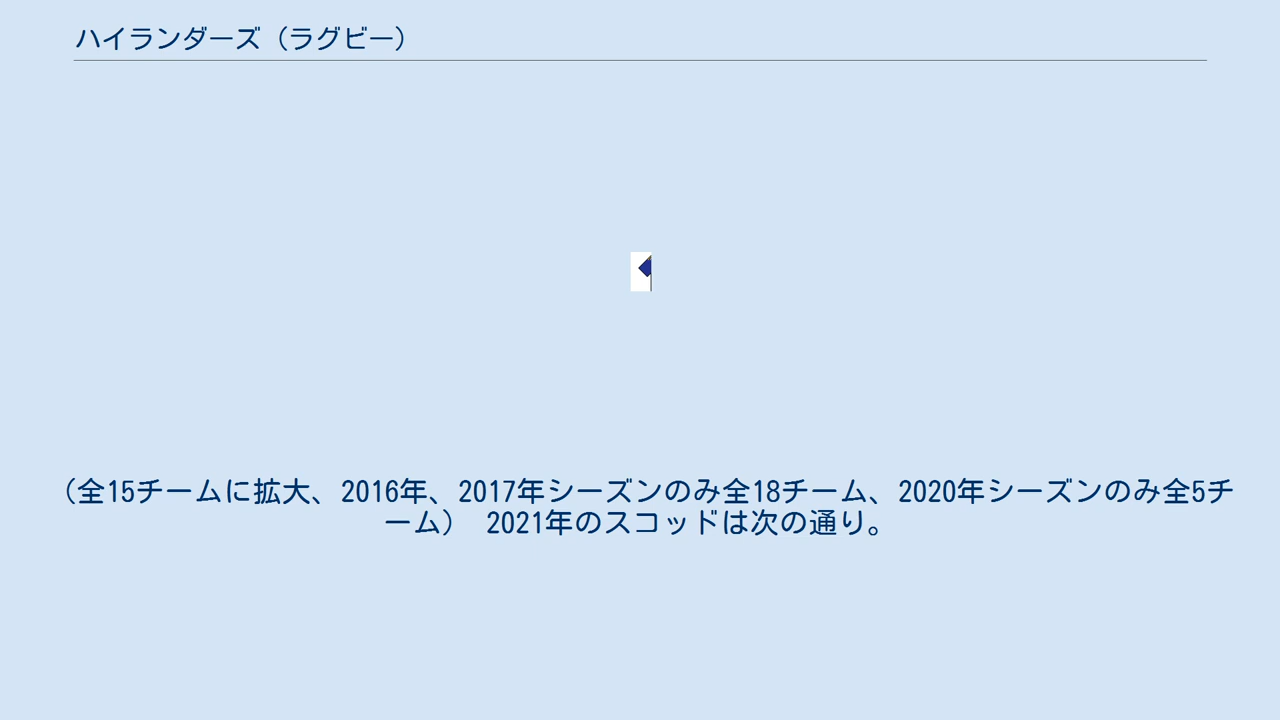 ハイランダーズ（ラグビー）
（全15チームに拡大、2016年、2017年シーズンのみ全18チーム、2020年シーズンのみ全5チ
ーム） 2021年のスコッドは次の通り。